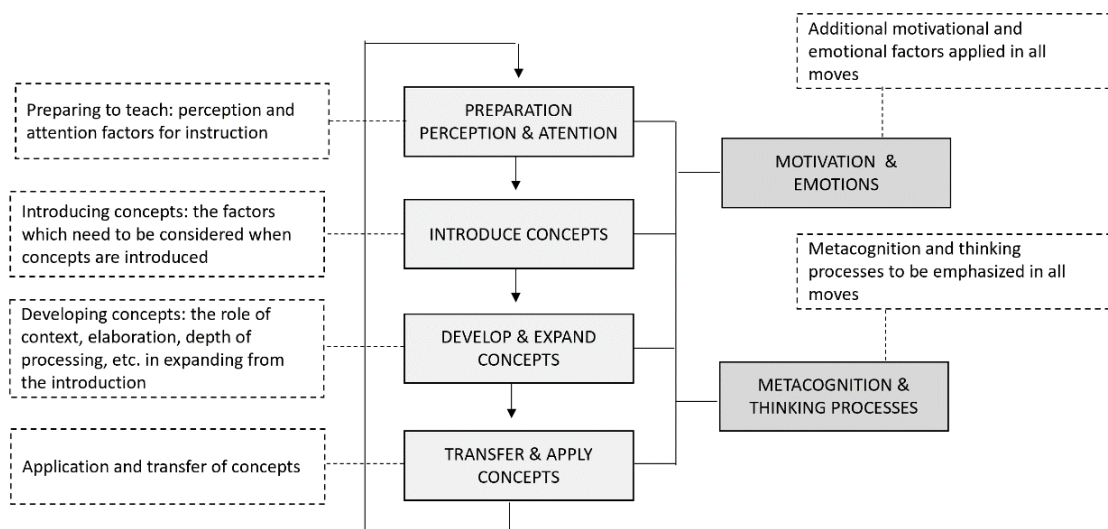 Additional motivational and
emotional factors applied in all
moves
Preparing to teach: perception and
attention factors for instruction
PREPARATION
PERCEPTION & ATENTION
MOTIVATION &
EMOTIONS
Introducing concepts: the factors
which need to be considered when
concepts are introduced
INTRODUCE CONCEPTS
Metacognition and thinking
processes to be emphasized in all
moves
Developing concepts: the role of
context, elaboration, depth of
processing, etc. in expanding from
the introduction
DEVELOP & EXPAND
CONCEPTS
METACOGNITION &
THINKING PROCESSES
Application and transfer of concepts
TRANSFER & APPLY
CONCEPTS